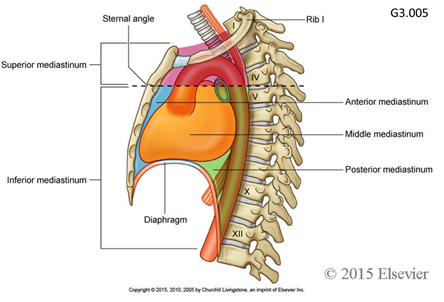 G3.005
Sternal angle
Rib I
I
Superior mediastinum
IV
V
Anterior mediastinum
Middle mediastinum
Posterior mediastinum
Inferior mediastinum
X
Diaphragm
XII
© 2015 Elsevier
Copyright © 2015, 2010, 2005 by Churchill Livingstone, an imprint of Elsevier Inc.